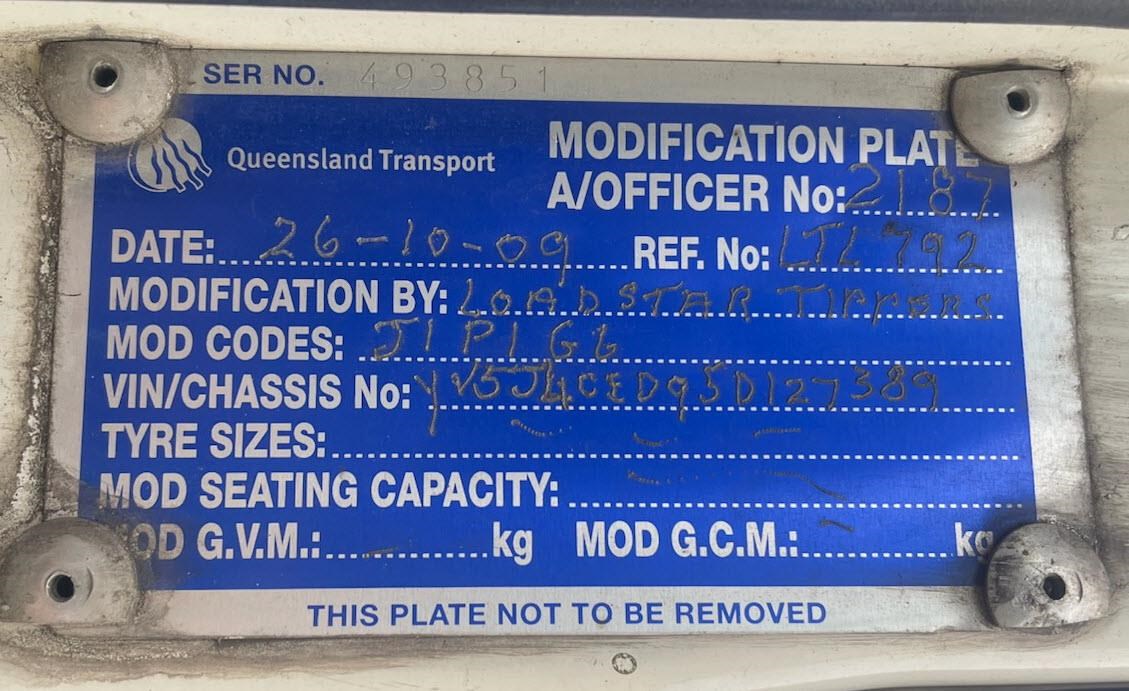 SER NO. 493851
Queensland Transport
MODIFICATION PLATE
A/OFFICER No: 2187
DATE: 26-10-09 REF. No: LTL 792
MODIFICATION BY: LOADSTAR TIPPERS
MOD CODES: J1 P1 G6
VIN/CHASSIS No: YV5J4CED95D127389
TYRE SIZES:
MOD SEATING CAPACITY:
MOD G.V.M.: - kg MOD G.C.M.: - kg
THIS PLATE NOT TO BE REMOVED